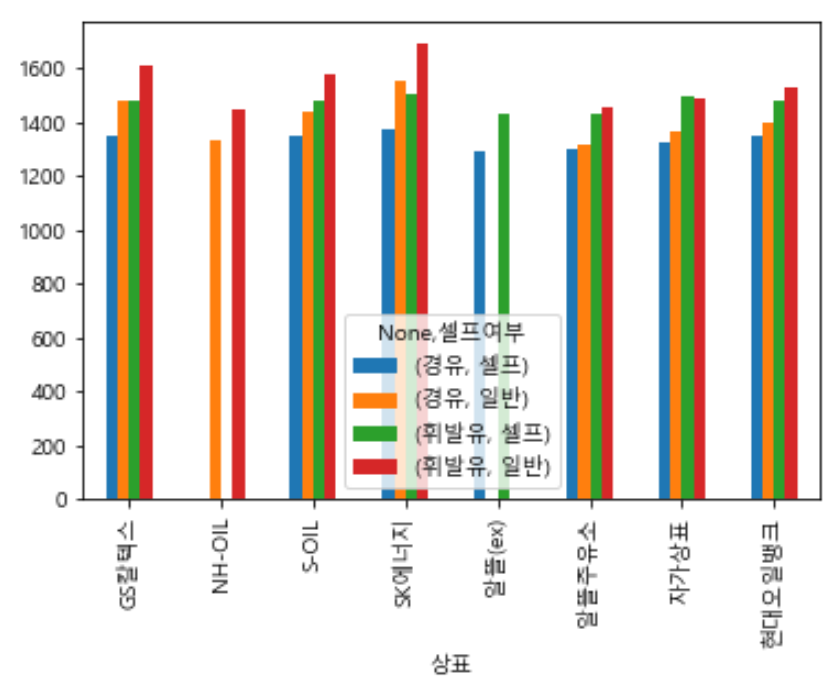 1600
1400
1200
1000
800
600
400
200
0
None,셀프여부
(경유, 셀프)
(경유, 일반)
(휘발유, 셀프)
(휘발유, 일반)
GS칼텍스
NH-OIL
S-OIL
SK에너지
알뜰(ex)
알뜰주유소
자가상표
현대오일뱅크
상표